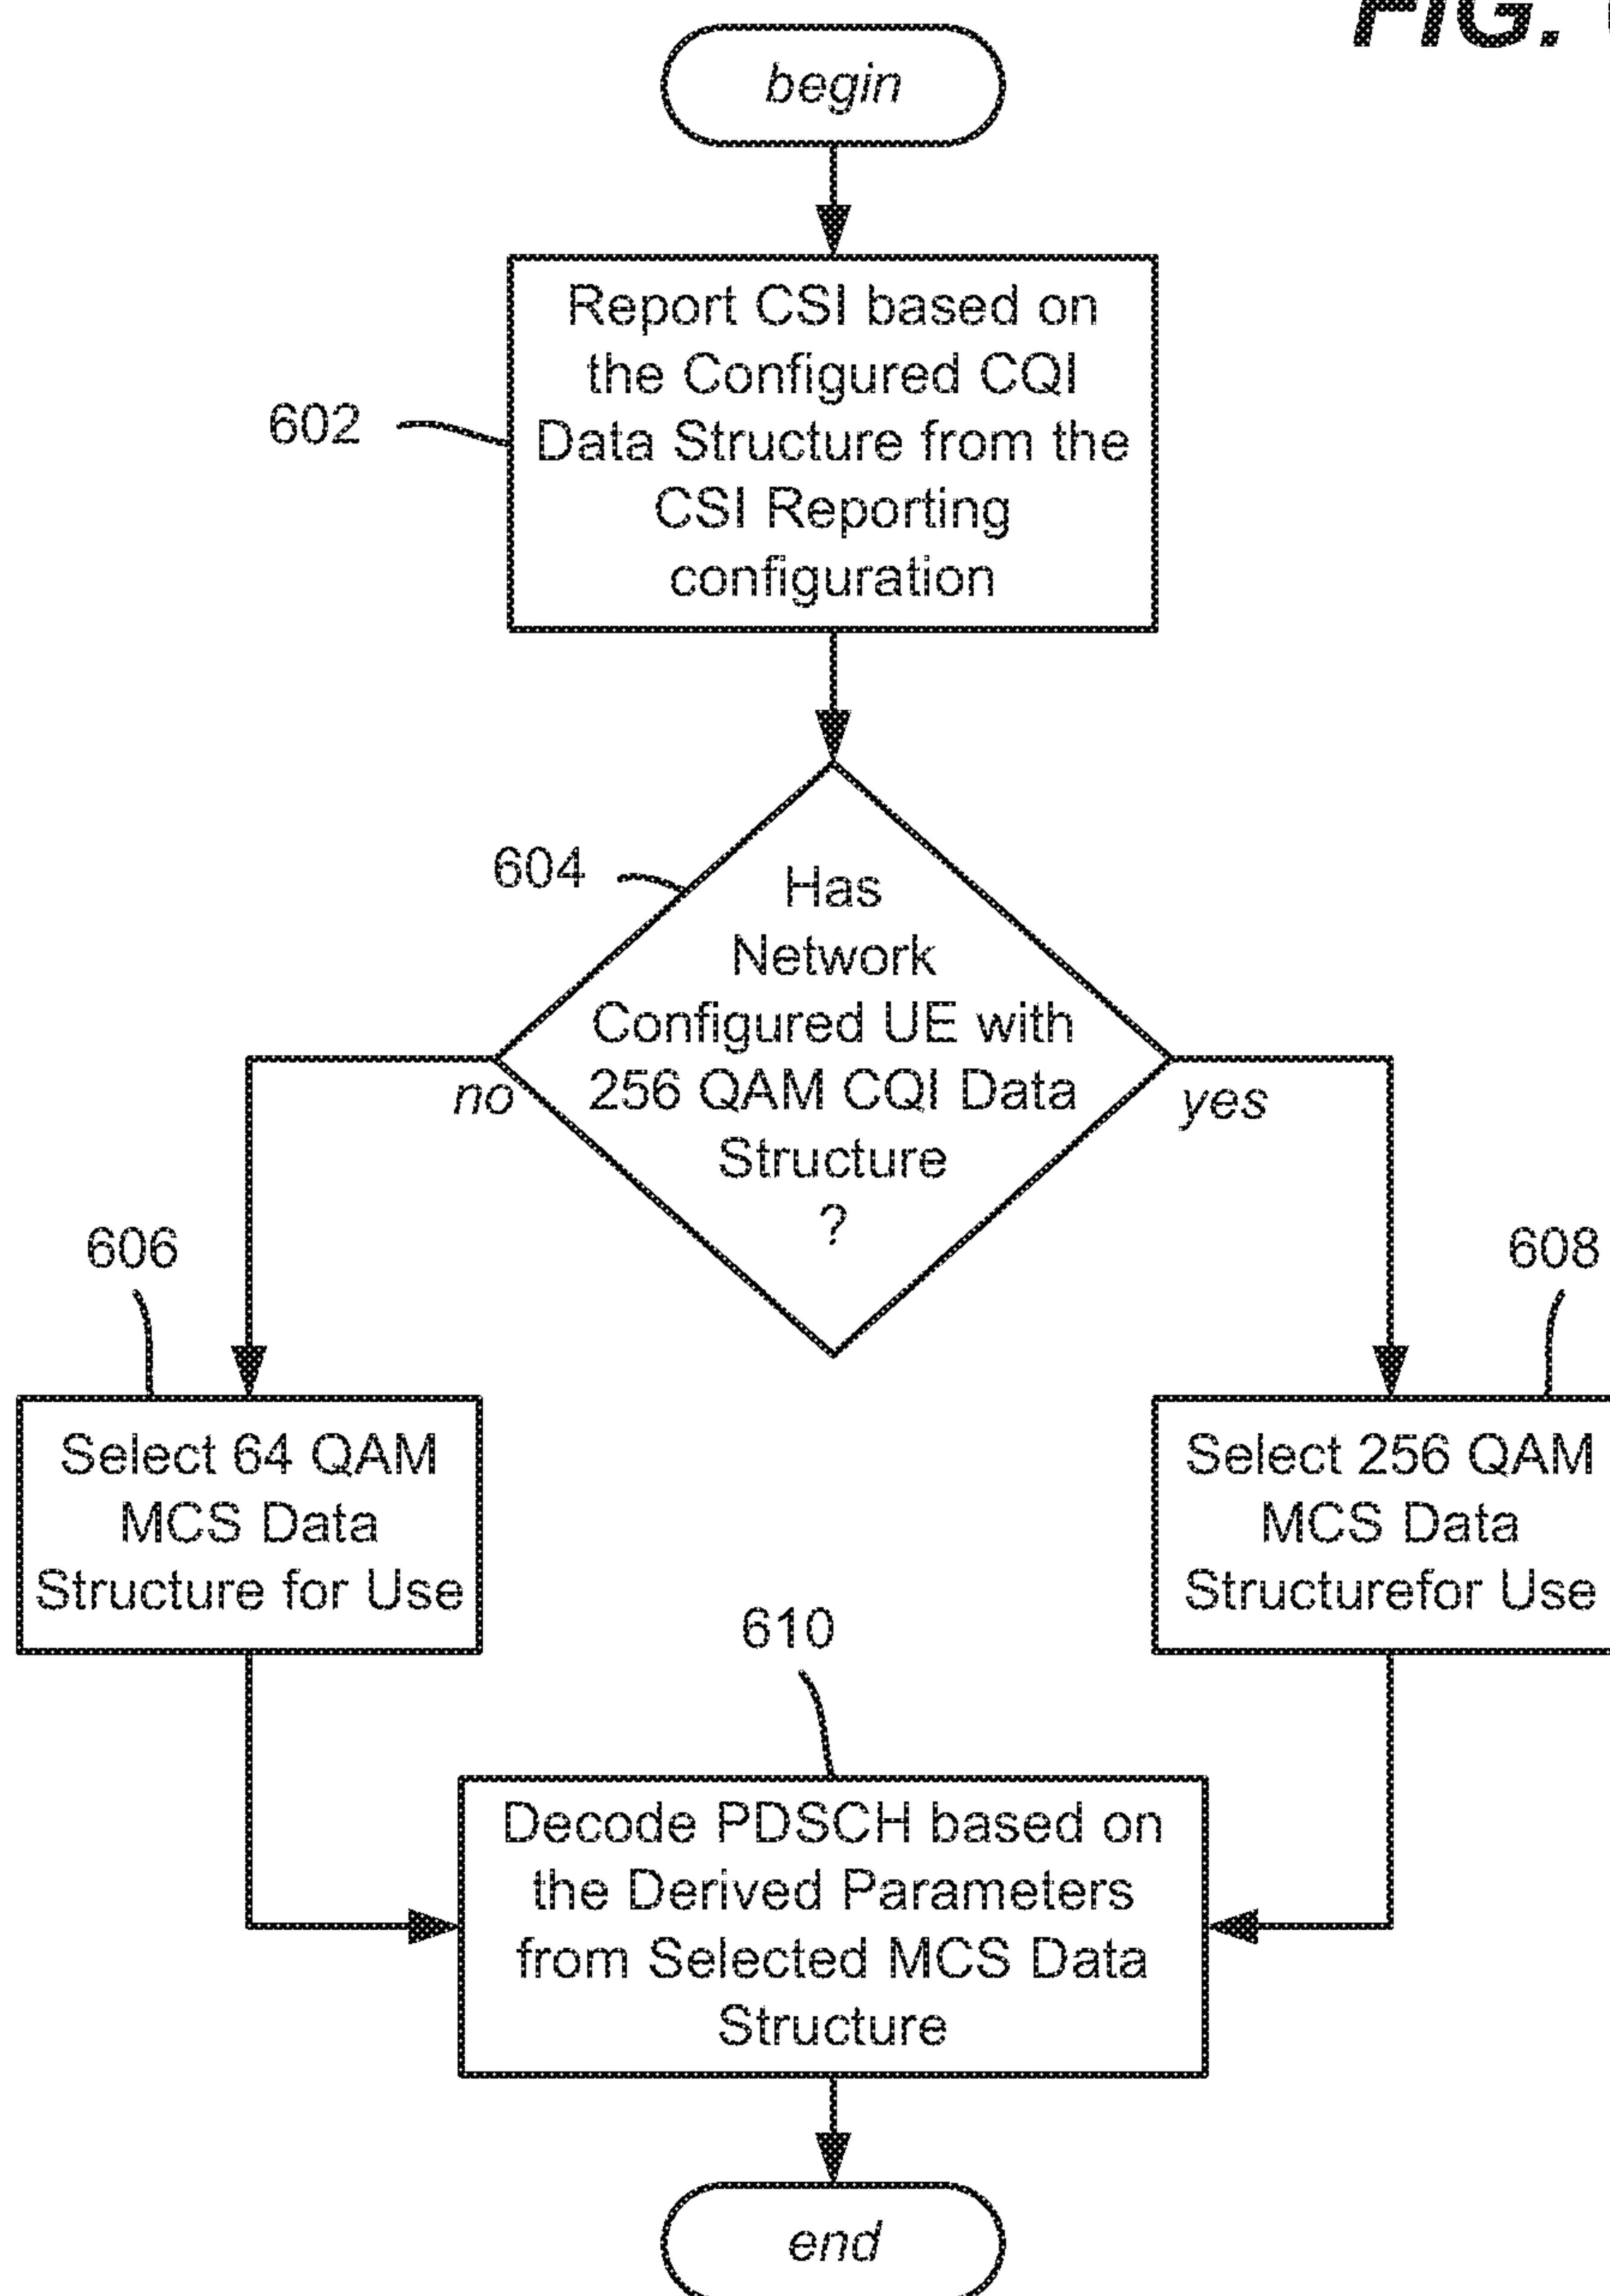 FIG.
begin
Report CSI based on
the Configured CQI
Data Structure from the
CSI Reporting
configuration
602
604
Has
Network
Configured UE with
256 QAM CQI Data
Structure
?
no
yes
606
608
Select 64 QAM
MCS Data
Structure for Use
Select 256 QAM
MCS Data
Structurefor Use
610
Decode PDSCH based on
the Derived Parameters
from Selected MCS Data
Structure
end